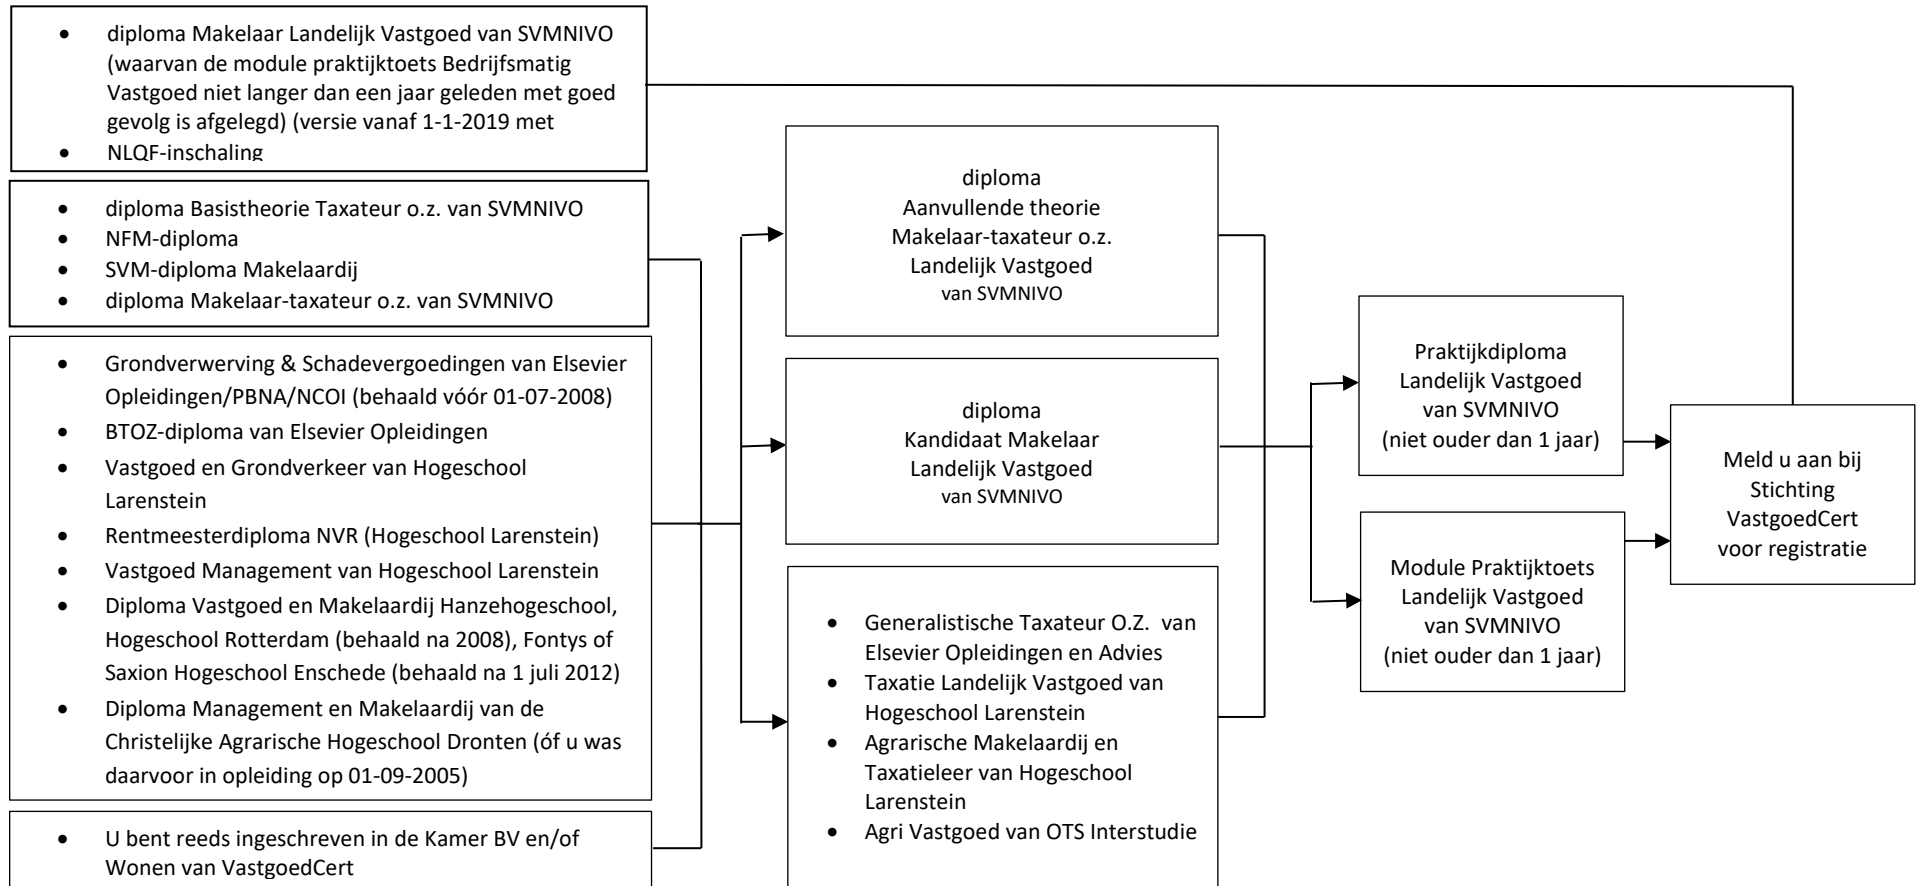 • diploma Makelaar Landelijk Vastgoed van SVMNIVO
(waarvan de module praktijktoets Bedrijfsmatig
Vastgoed niet langer dan een jaar geleden met goed
gevolg is afgelegd) (versie vanaf 1-1-2019 met
• NLQF-inschaling
• diploma Basistheorie Taxateur o.z. van SVMNIVO
• NFM-diploma
• SVM-diploma Makelaardij
• diploma Makelaar-taxateur o.z. van SVMNIVO
• Grondverwerving & Schadevergoedingen van Elsevier
Opleidingen/PBNA/NCOI (behaald vóór 01-07-2008)
• BTOZ-diploma van Elsevier Opleidingen
• Vastgoed en Grondverkeer van Hogeschool
Larenstein
• Rentmeesterdiploma NVR (Hogeschool Larenstein)
• Vastgoed Management van Hogeschool Larenstein
• Diploma Vastgoed en Makelaardij Hanzehogeschool,
Hogeschool Rotterdam (behaald na 2008), Fontys of
Saxion Hogeschool Enschede (behaald na 1 juli 2012)
• Diploma Management en Makelaardij van de
Christelijke Agrarische Hogeschool Dronten (óf u was
daarvoor in opleiding op 01-09-2005)
• U bent reeds ingeschreven in de Kamer BV en/of
Wonen van VastgoedCert
diploma
Aanvullende theorie
Makelaar-taxateur o.z.
Landelijk Vastgoed
van SVMNIVO
diploma
Kandidaat Makelaar
Landelijk Vastgoed
van SVMNIVO
• Generalistische Taxateur O.Z. van
Elsevier Opleidingen en Advies
• Taxatie Landelijk Vastgoed van
Hogeschool Larenstein
• Agrarische Makelaardij en
Taxatieleer van Hogeschool
Larenstein
• Agri Vastgoed van OTS Interstudie
Praktijkdiploma
Landelijk Vastgoed
van SVMNIVO
(niet ouder dan 1 jaar)
Module Praktijktoets
Landelijk Vastgoed
van SVMNIVO
(niet ouder dan 1 jaar)
Meld u aan bij
Stichting
VastgoedCert
voor registratie